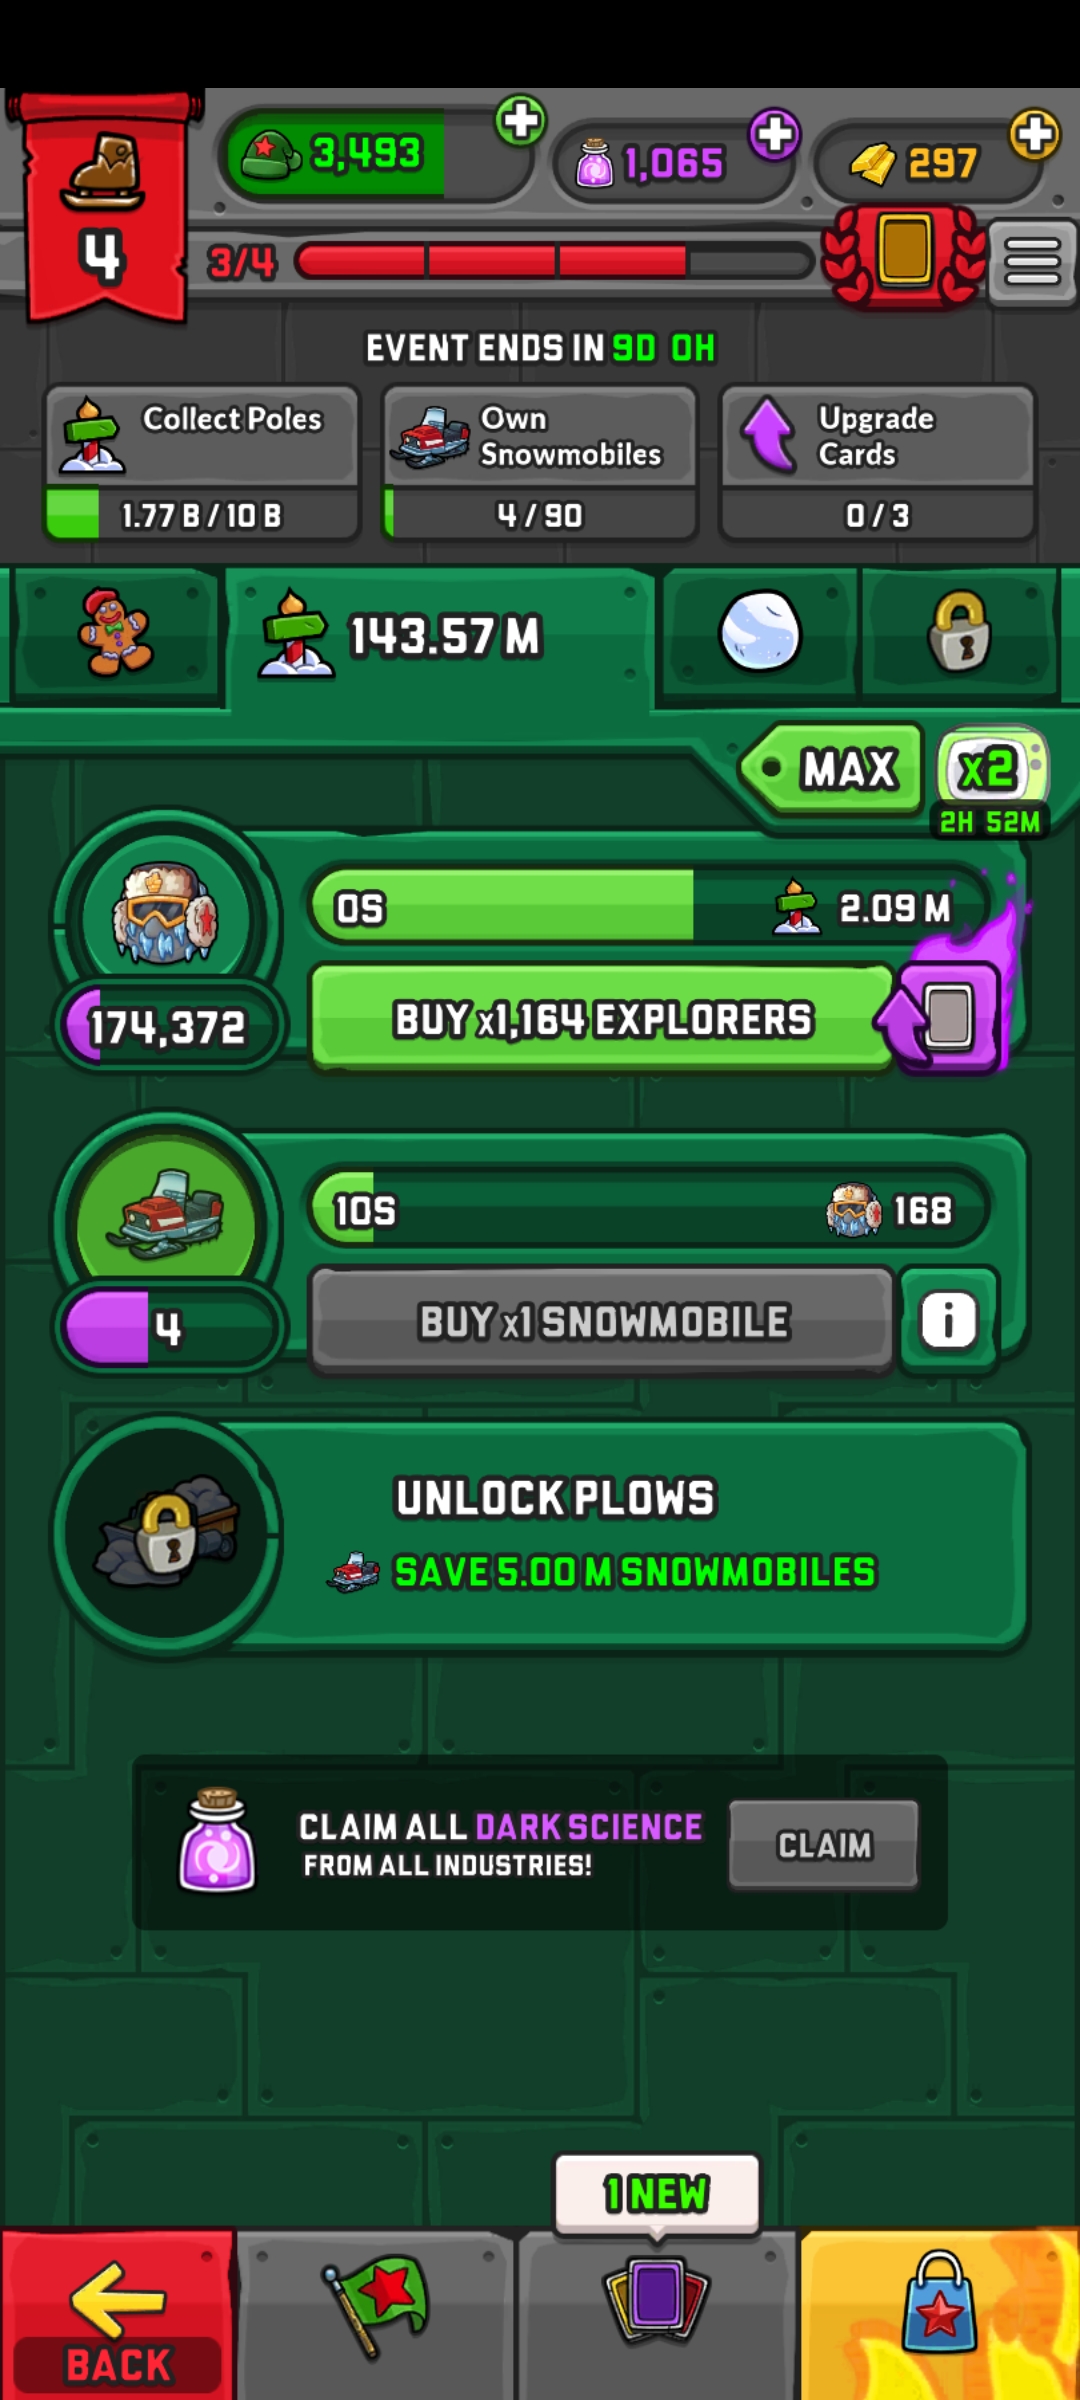 3,493
1,065
297
4
3/4
EVENT ENDS IN 9D 0H
Collect Poles
1.77 B / 10 B
Own
Snowmobiles
4 / 90
Upgrade
Cards
0 / 3
143.57 M
MAX
x2
2H 52M
0S
2.09 M
174,372
BUY x1,164 EXPLORERS
10S
168
4
BUY x1 SNOWMOBILE
i
UNLOCK PLOWS
SAVE 5.00 M SNOWMOBILES
CLAIM ALL DARK SCIENCE
FROM ALL INDUSTRIES!
CLAIM
1 NEW
BACK